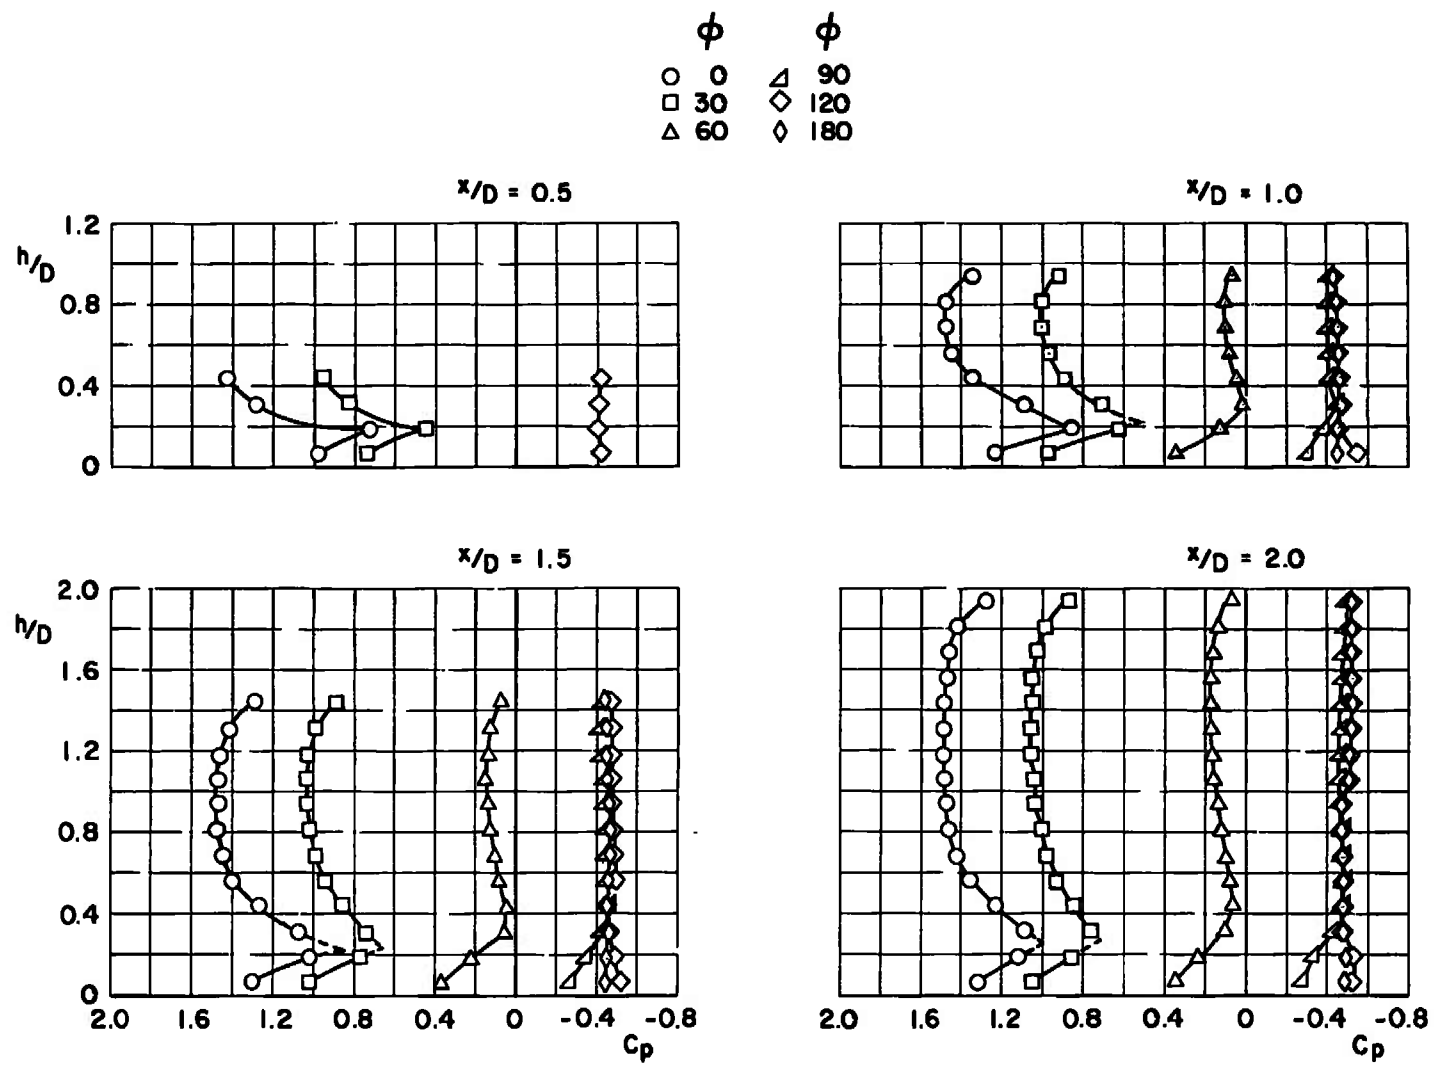 ϕ ϕ
0 90
30 120
60 180
x/D = 0.5 x/D = 1.0
1.2
h/D
0.8
0.4
0
x/D = 1.5 x/D = 2.0
2.0
h/D
1.6
1.2
0.8
0.4
0
2.0 1.6 1.2 0.8 0.4 0 -0.4 -0.8 2.0 1.6 1.2 0.8 0.4 0 -0.4 -0.8
Cp Cp